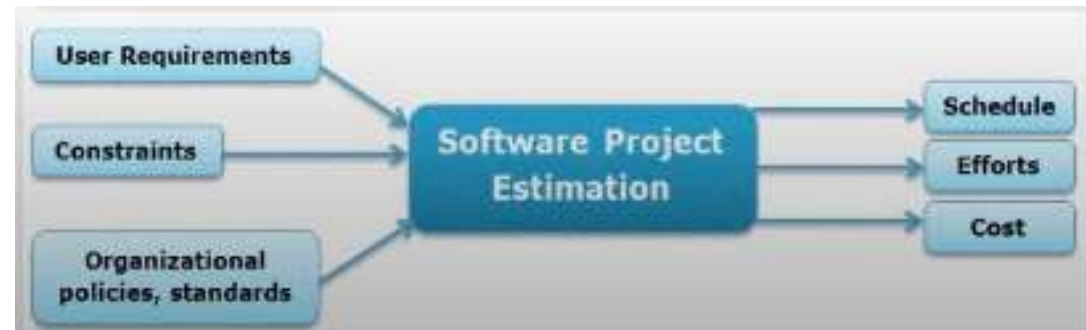 User Requirements
Constraints
Organizational
policies, standards
Software Project
Estimation
Schedule
Efforts
Cost